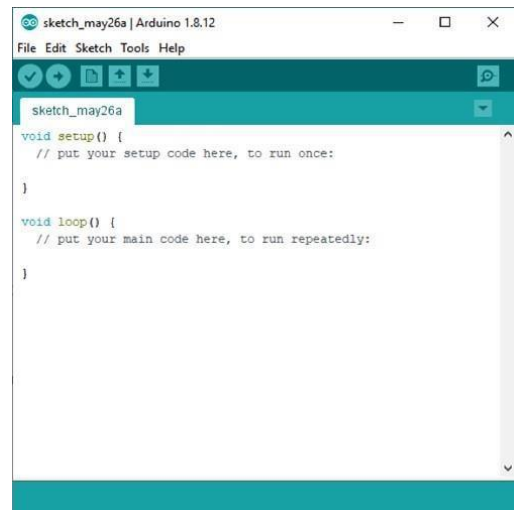 sketch_may26a | Arduino 1.8.12
File Edit Sketch Tools Help
sketch_may26a
void setup() {
  // put your setup code here, to run once:

}

void loop() {
  // put your main code here, to run repeatedly:

}